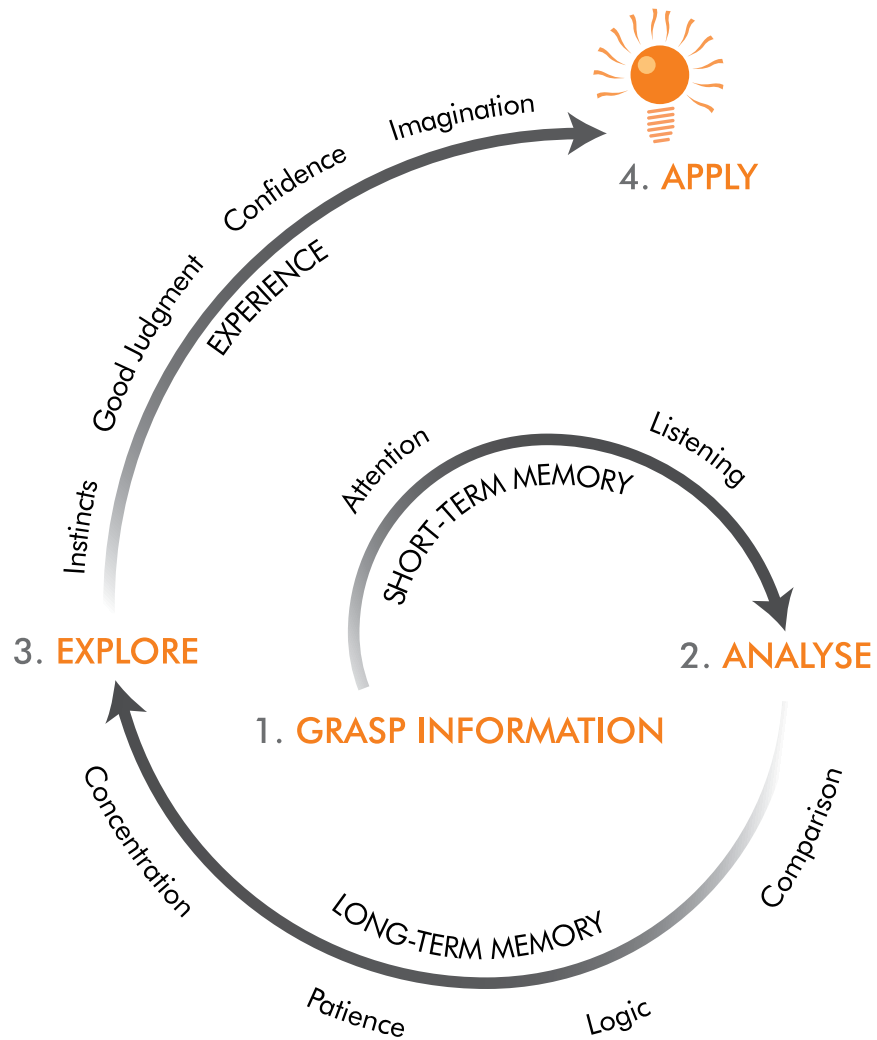 1. GRASP INFORMATION
Attention
Listening
SHORT-TERM MEMORY
2. ANALYSE
Comparison
Logic
Patience
Concentration
LONG-TERM MEMORY
3. EXPLORE
Instincts
Good Judgment
Confidence
Imagination
EXPERIENCE
4. APPLY